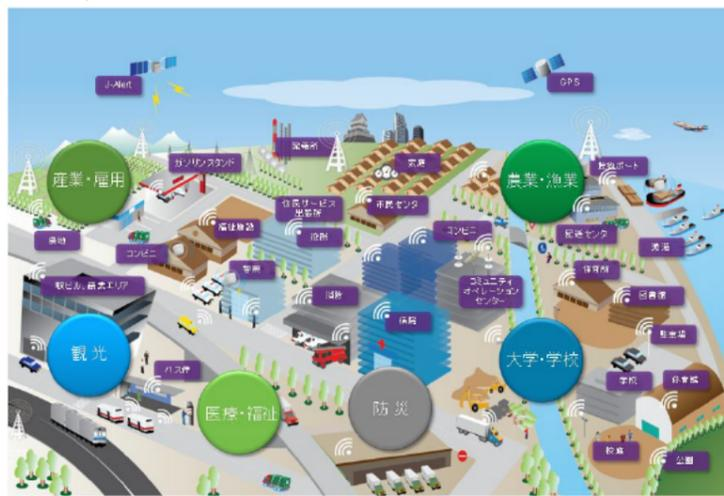 J-Alert
GPS
産業・雇用
ガソリンスタンド
家庭
農業・漁業
住民サービス
出張所
市民センタ
福祉施設
役所
コンビニ
農地
コンビニ
警察
配送センタ
漁港
駅ビル、商業エリア
消防
コミュニティ
オペレーション
センター
保育所
図書館
病院
観光
大学・学校
駐車場
バス停
学校
体育館
医療・福祉
防災
校庭
公園